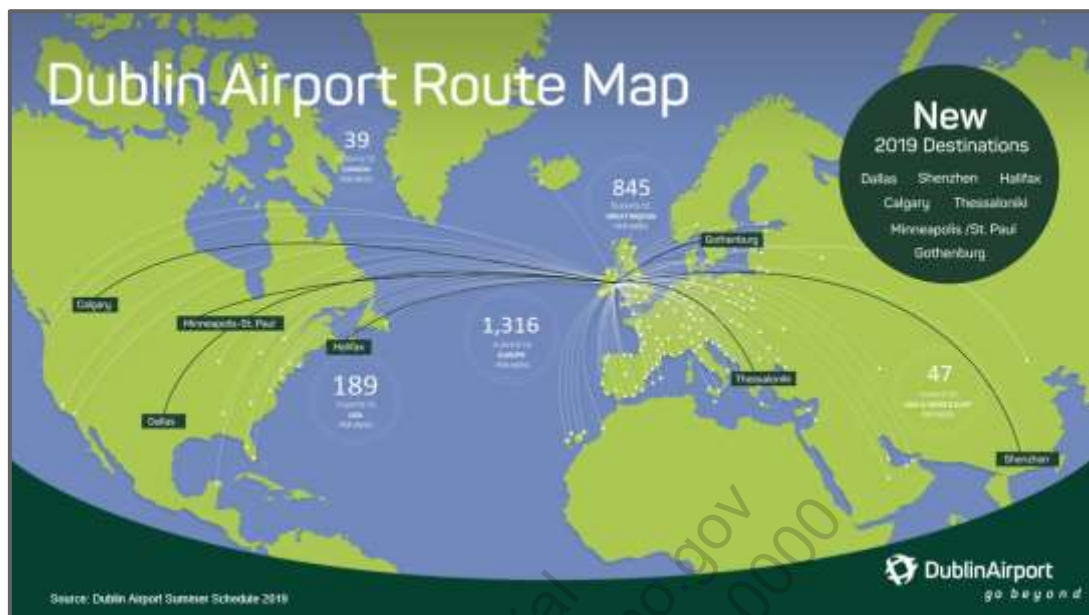 Dublin Airport Route Map
New
2019 Destinations
Dallas Shenzhen Halifax
Calgary Thessaloniki
Minneapolis /St. Paul
Gothenburg
39
845
Gothenburg
Calgary
Minneapolis-St. Paul
1,316
EUROPE
Halifax
189
USA
47
Thessaloniki
Dallas
Shenzhen
DublinAirport
go beyond
Source: Dublin Airport Summer Schedule 2019